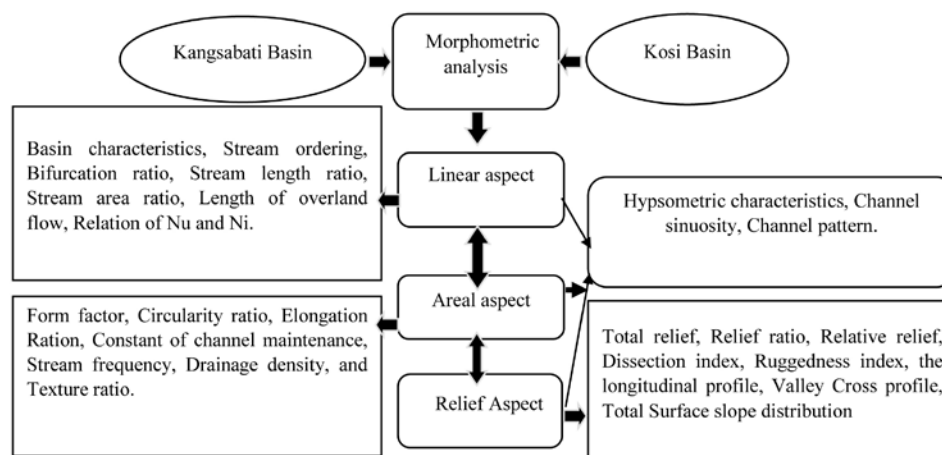 Kangsabati Basin
Morphometric
analysis
Kosi Basin
Basin characteristics, Stream ordering,
Bifurcation ratio, Stream length ratio,
Stream area ratio, Length of overland
flow, Relation of Nu and Ni.
Linear aspect
Hypsometric characteristics, Channel
sinuosity, Channel pattern.
Areal aspect
Form factor, Circularity ratio, Elongation
Ration, Constant of channel maintenance,
Stream frequency, Drainage density, and
Texture ratio.
Relief Aspect
Total relief, Relief ratio, Relative relief,
Dissection index, Ruggedness index, the
longitudinal profile, Valley Cross profile,
Total Surface slope distribution